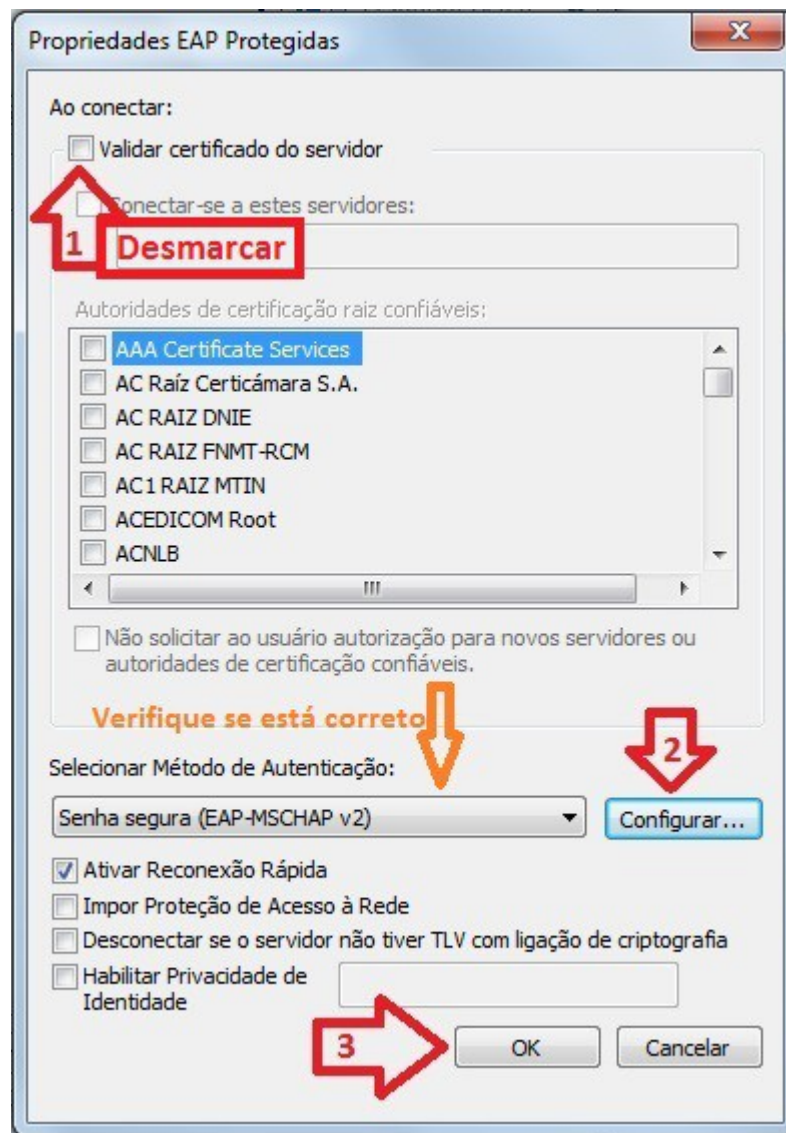 Propriedades EAP Protegidas
x
Ao conectar:
Validar certificado do servidor
Conectar-se a estes servidores:
1
Desmarcar
Autoridades de certificação raiz confiáveis:
AAA Certificate Services
AC Raíz Certicámara S.A.
AC RAIZ DNIE
AC RAIZ FNMT-RCM
AC1 RAIZ MTIN
ACEDICOM Root
ACNLB
Não solicitar ao usuário autorização para novos servidores ou
autoridades de certificação confiáveis.
Verifique se está correto
2
Selecionar Método de Autenticação:
Senha segura (EAP-MSCHAP v2)
Configurar...
Ativar Reconexão Rápida
Impor Proteção de Acesso à Rede
Desconectar se o servidor não tiver TLV com ligação de criptografia
Habilitar Privacidade de
Identidade
3
OK
Cancelar